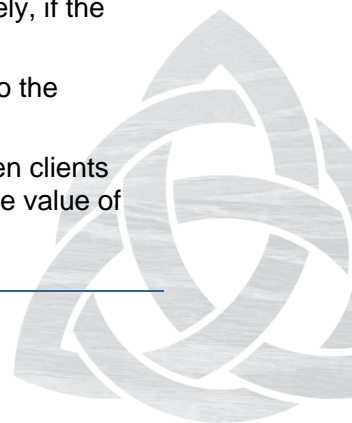 ely, if the
o the
en clients
e value of